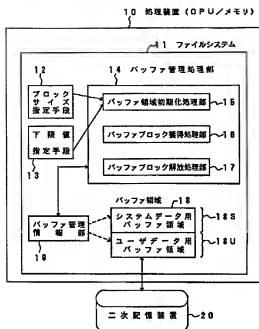 10 処理装置(CPU/メモリ)
11 ファイルシステム
12
ブロック
サイズ
指定手段
下限値
指定手段
13
14 バッファ管理処理部
バッファ領域初期化処理部
15
バッファブロック獲得処理部
16
バッファブロック解放処理部
17
バッファ管理
情報部
19
バッファ領域 18
システムデータ用
バッファ領域
18S
ユーザデータ用
バッファ領域
18U
二次記憶装置
20